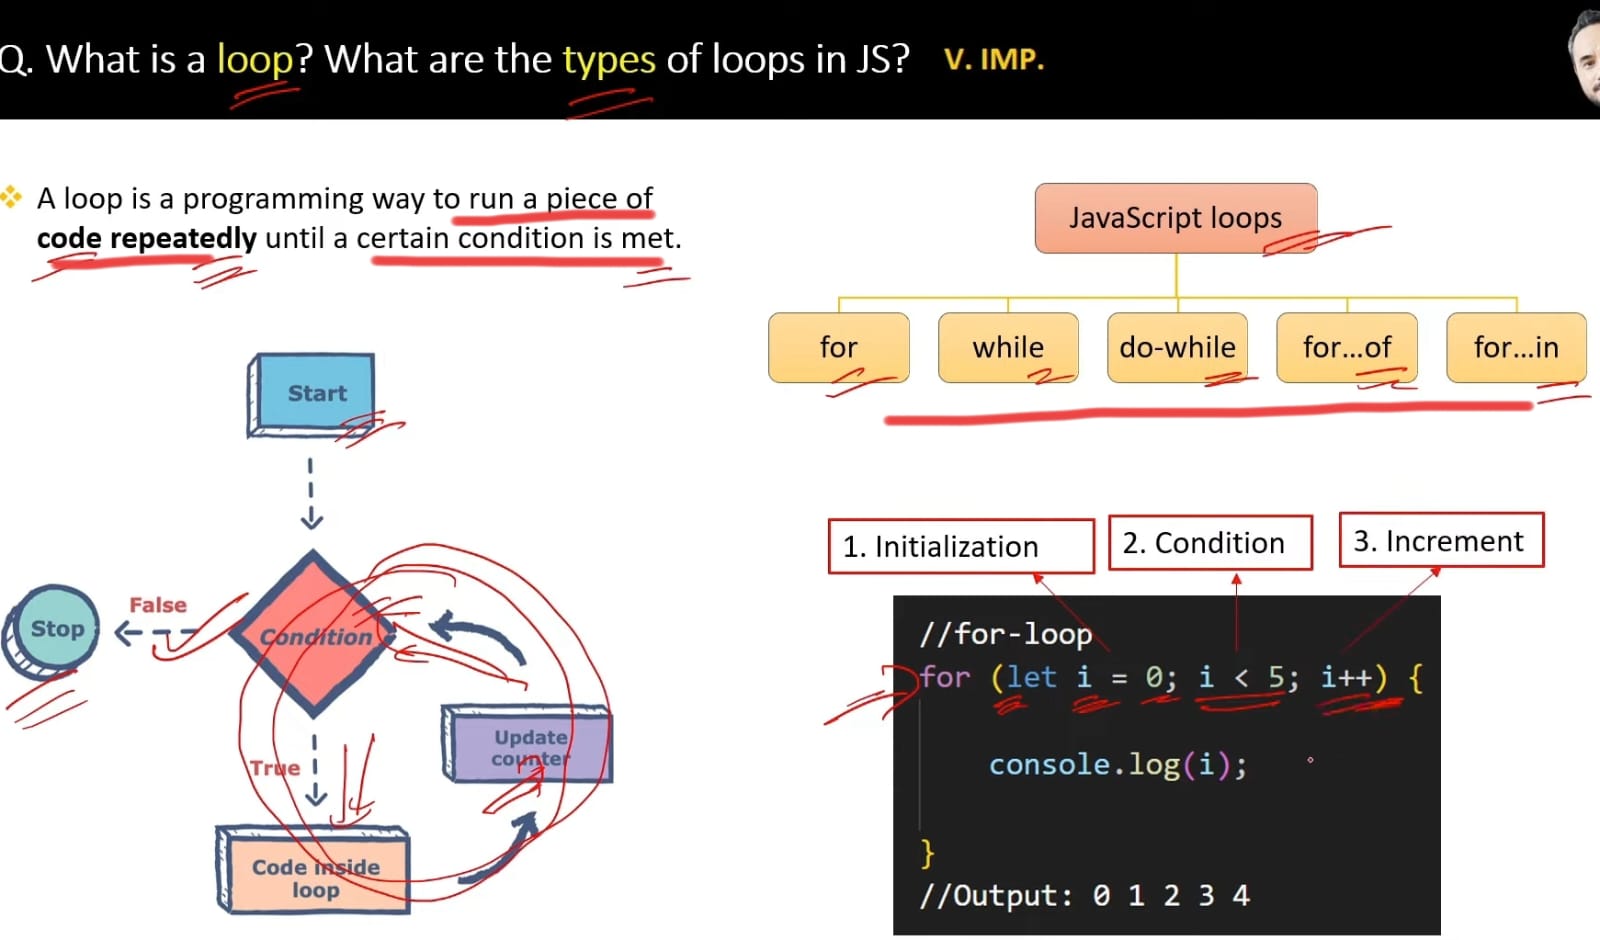 Q. What is a loop? What are the types of loops in JS? V. IMP.
A loop is a programming way to run a piece of
code repeatedly until a certain condition is met.
JavaScript loops
for
while
do-while
for...of
for...in
Start
Condition
False
Stop
True
Update
counter
Code inside
loop
1. Initialization
2. Condition
3. Increment
//for-loop
for (let i = 0; i < 5; i++) {
console.log(i);
}
//Output: 0 1 2 3 4